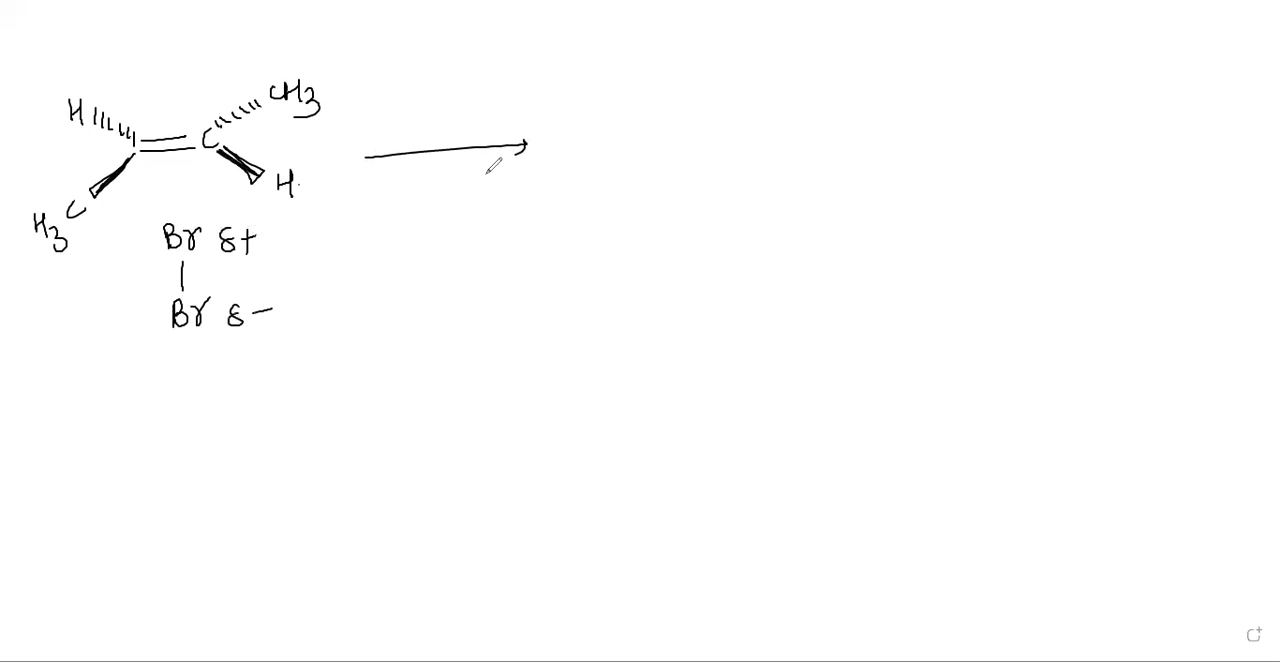 H CH3
C
H3C H
Br δ+
Br δ−